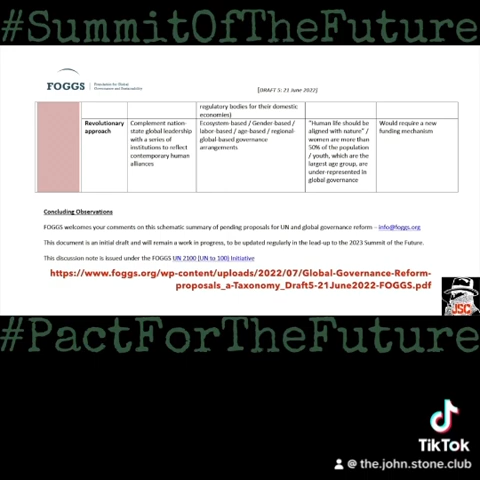 #SummitOfTheFuture
FOGGS
Foundation for Global
Governance and Sustainability
[DRAFT 5: 21 June 2022]
regulatory bodies for their domestic
economies)
Revolutionary
approach
Complement nation-
state global leadership
with a series of
institutions to reflect
contemporary human
alliances
Ecosystem-based / Gender-based /
labor-based / age-based / regional-
global-based governance
arrangements
"Human life should be
aligned with nature" /
women are more than
50% of the population
/ youth, which are the
largest age group, are
under-represented in
global governance
Would require a new
funding mechanism
Concluding Observations
FOGGS welcomes your comments on this schematic summary of pending proposals for UN and global governance reform – info@foggs.org
This document is an initial draft and will remain a work in progress, to be updated regularly in the lead-up to the 2023 Summit of the Future.
This discussion note is issued under the FOGGS UN 2100 [UN to 100] Initiative
https://www.foggs.org/wp-content/uploads/2022/07/Global-Governance-Reform-
proposals_a-Taxonomy_Draft5-21June2022-FOGGS.pdf
JSC
#PactForTheFuture
TikTok
@ the.john.stone.club